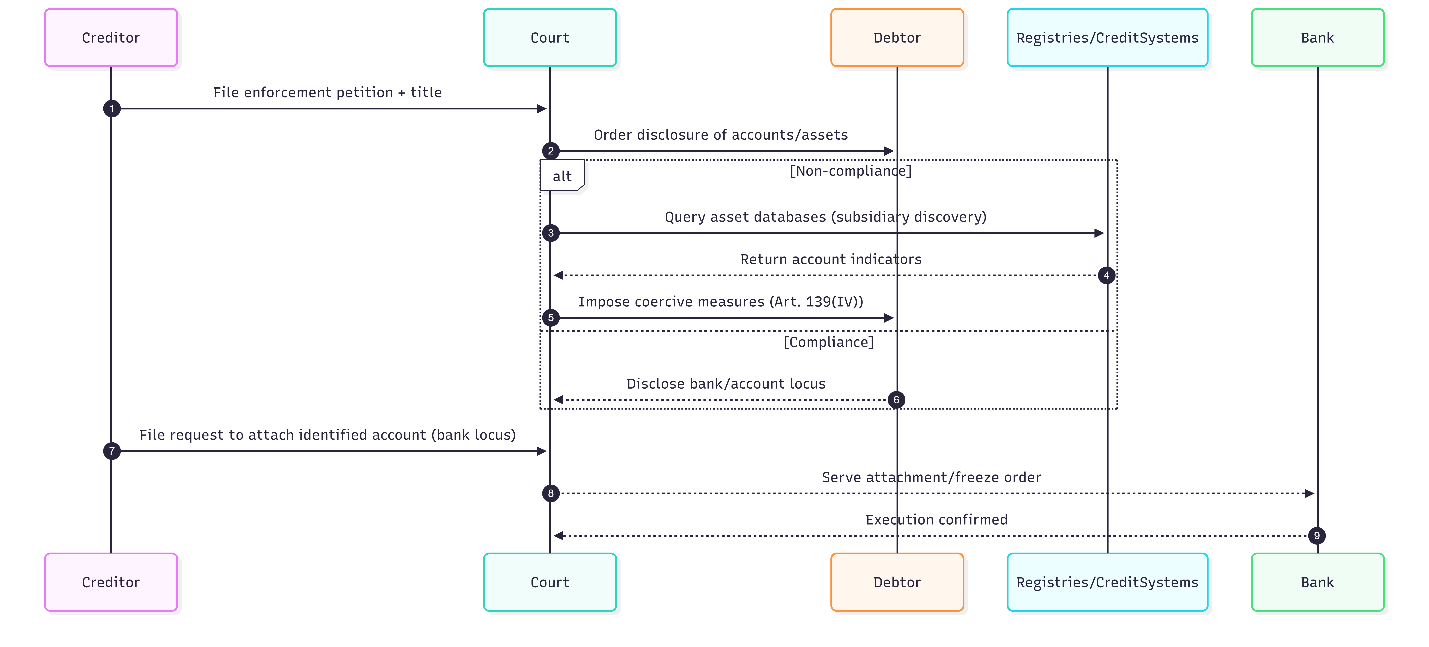 Creditor
Court
Debtor
Registries/CreditSystems
Bank
File enforcement petition + title
1
Order disclosure of accounts/assets
2
alt
[Non-compliance]
Query asset databases (subsidiary discovery)
3
Return account indicators
4
Impose coercive measures (Art. 139(IV))
5
[Compliance]
Disclose bank/account locus
6
File request to attach identified account (bank locus)
7
Serve attachment/freeze order
8
Execution confirmed
9
Creditor
Court
Debtor
Registries/CreditSystems
Bank